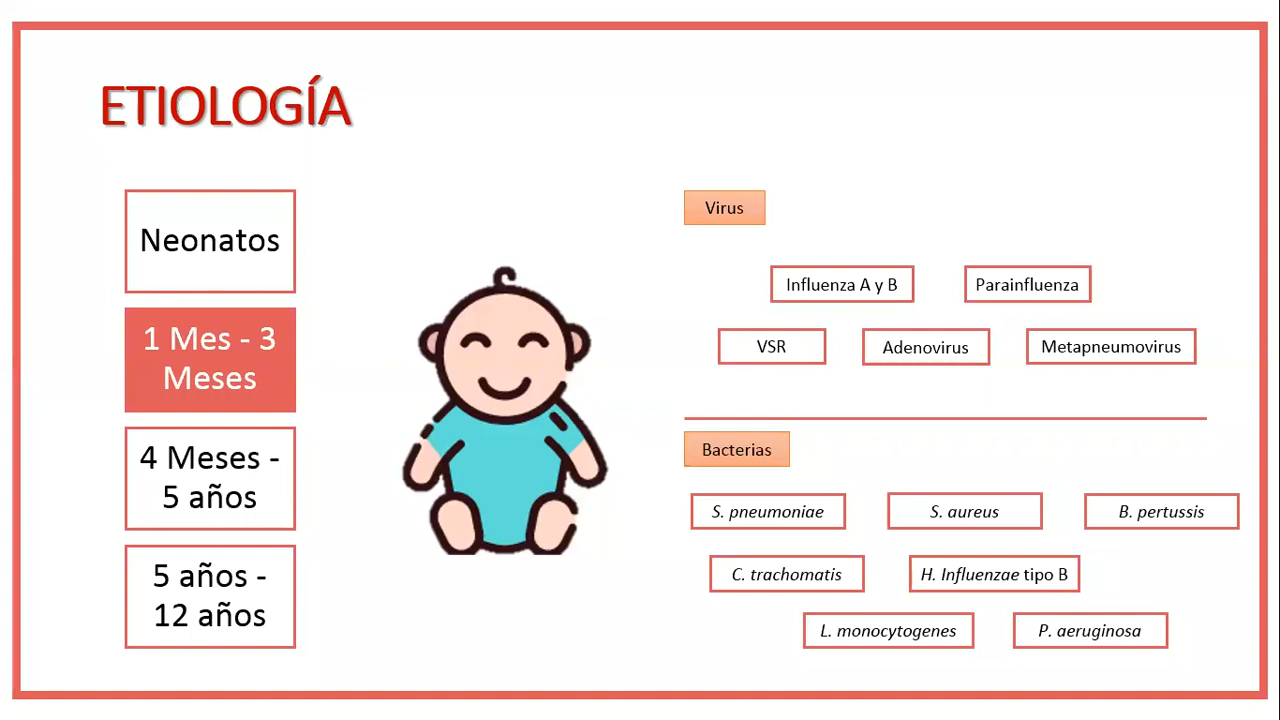 ETIOLOGÍA
Neonatos
1 Mes - 3
Meses
4 Meses -
5 años
5 años -
12 años
Virus
Influenza A y B
Parainfluenza
VSR
Adenovirus
Metapneumovirus
Bacterias
S. pneumoniae
S. aureus
B. pertussis
C. trachomatis
H. Influenzae tipo B
L. monocytogenes
P. aeruginosa